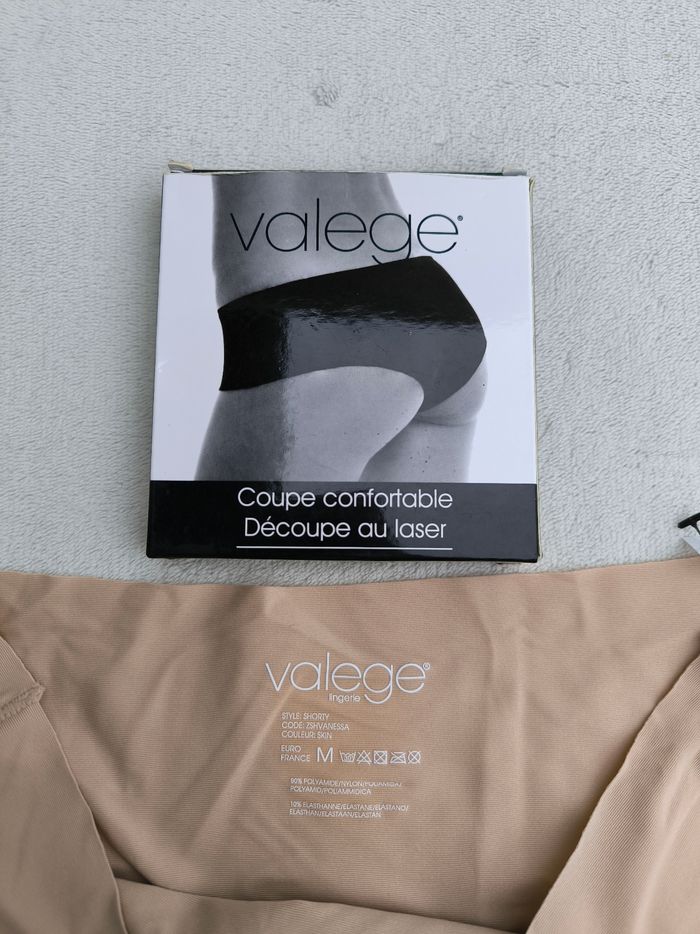 valege®
Coupe confortable
Découpe au laser
valege®
lingerie
STYLE: SHORTY
CODE: ZSHVANESSA
COULEUR: SKIN
EURO
FRANCE M
90% POLYAMIDE/NYLON/POLIAMIDA/
POLYAMID/POLIAMMIDICA
10% ELASTHANNE/ELASTANE/ELASTANO/
ELASTHAN/ELASTAAN/ELASTAN